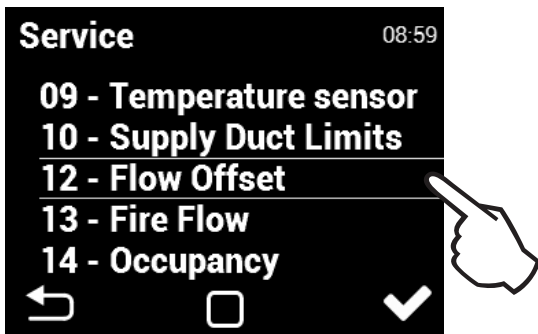 Service 08:59
09 - Temperature sensor
10 - Supply Duct Limits
12 - Flow Offset
13 - Fire Flow
14 - Occupancy